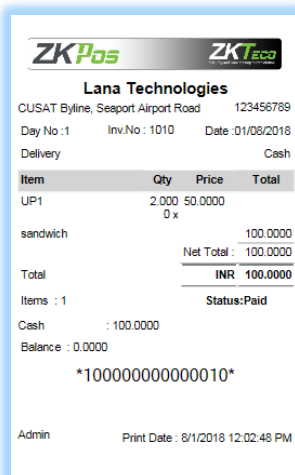 ZKPos ZKTeco
Lana Technologies
CUSAT Byline, Seaport Airport Road 123456789
Day No :1 Inv.No : 1010 Date :01/08/2018
Delivery Cash
Item Qty Price Total
UP1 2.000 50.0000
0 x
sandwich 100.0000
Net Total : 100.0000
Total INR 100.0000
Items : 1 Status:Paid
Cash : 100.0000
Balance : 0.0000
*100000000000010*
Admin Print Date : 8/1/2018 12:02:48 PM